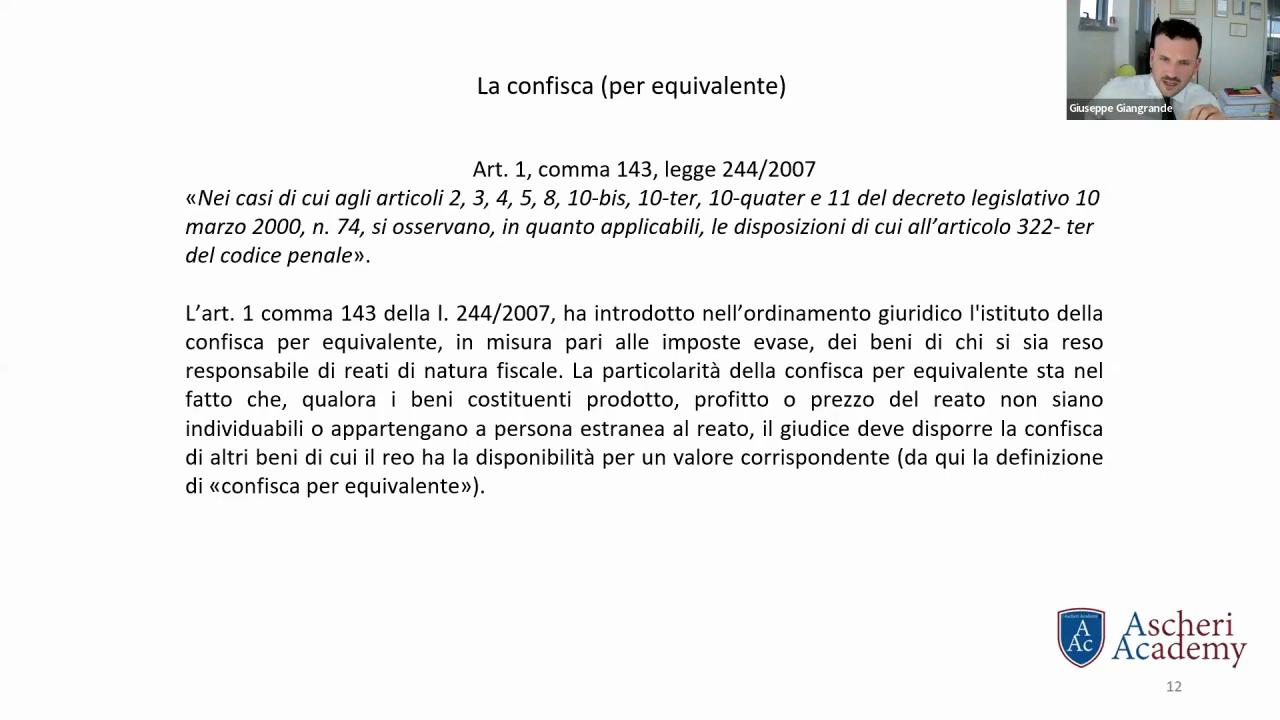 La confisca (per equivalente)
Giuseppe Giangrande
Art. 1, comma 143, legge 244/2007
«Nei casi di cui agli articoli 2, 3, 4, 5, 8, 10-bis, 10-ter, 10-quater e 11 del decreto legislativo 10
marzo 2000, n. 74, si osservano, in quanto applicabili, le disposizioni di cui all’articolo 322- ter
del codice penale».
L’art. 1 comma 143 della l. 244/2007, ha introdotto nell’ordinamento giuridico l'istituto della
confisca per equivalente, in misura pari alle imposte evase, dei beni di chi si sia reso
responsabile di reati di natura fiscale. La particolarità della confisca per equivalente sta nel
fatto che, qualora i beni costituenti prodotto, profitto o prezzo del reato non siano
individuabili o appartengano a persona estranea al reato, il giudice deve disporre la confisca
di altri beni di cui il reo ha la disponibilità per un valore corrispondente (da qui la definizione
di «confisca per equivalente»).
Ascheri Academy
A
Ac
Ascheri
Academy
12